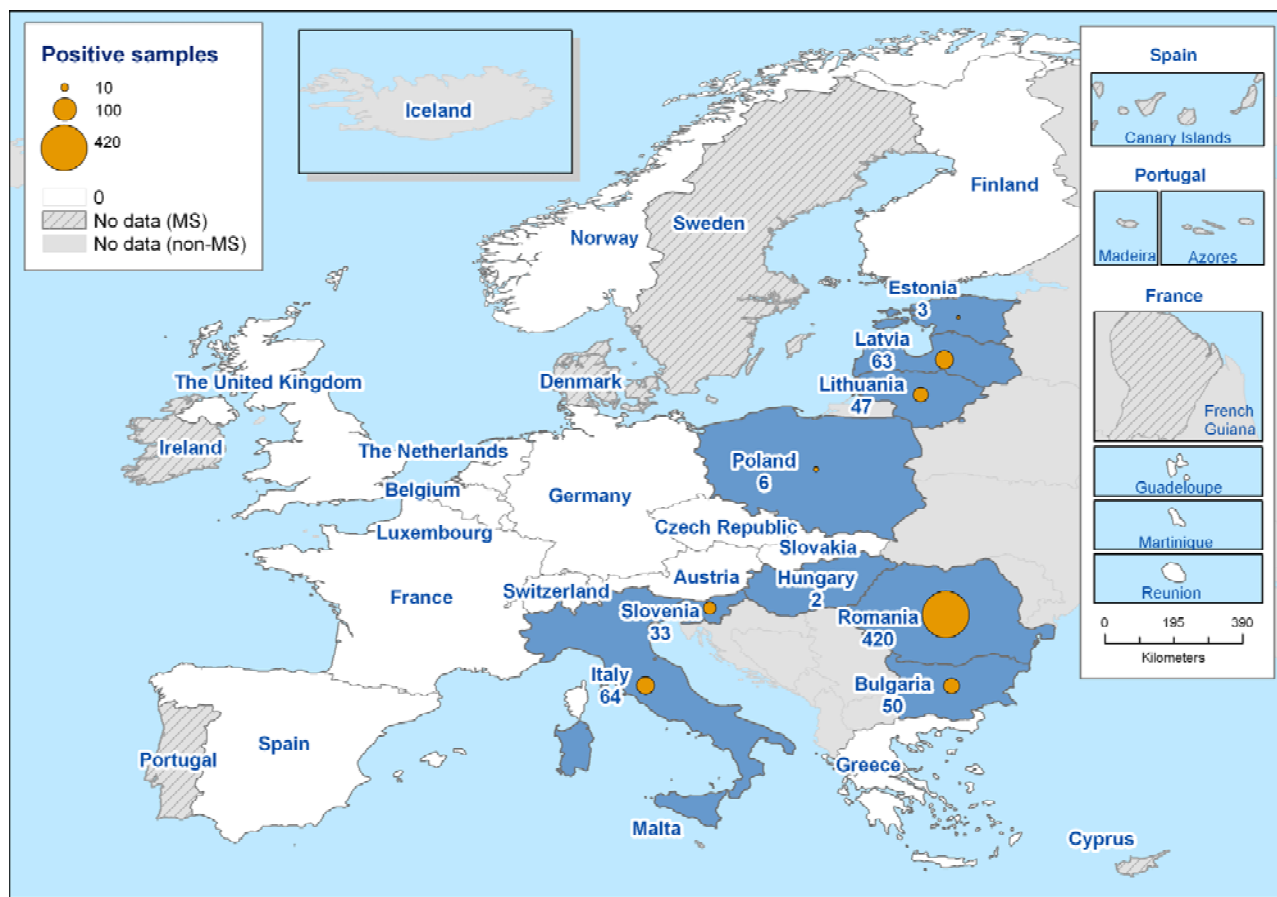 Positive samples
10
100
420
0
No data (MS)
No data (non-MS)
Iceland
Norway
Sweden
Finland
Estonia
3
Latvia
63
Lithuania
47
The United Kingdom
Denmark
Ireland
The Netherlands
Poland
6
Belgium
Germany
Luxembourg
Czech Republic
Slovakia
France
Switzerland
Austria
Hungary
2
Slovenia
33
Romania
420
Italy
64
Bulgaria
50
Portugal
Spain
Greece
Malta
Cyprus
Spain
Canary Islands
Portugal
Madeira
Azores
France
French
Guiana
Guadeloupe
Martinique
Reunion
0 195 390
Kilometers